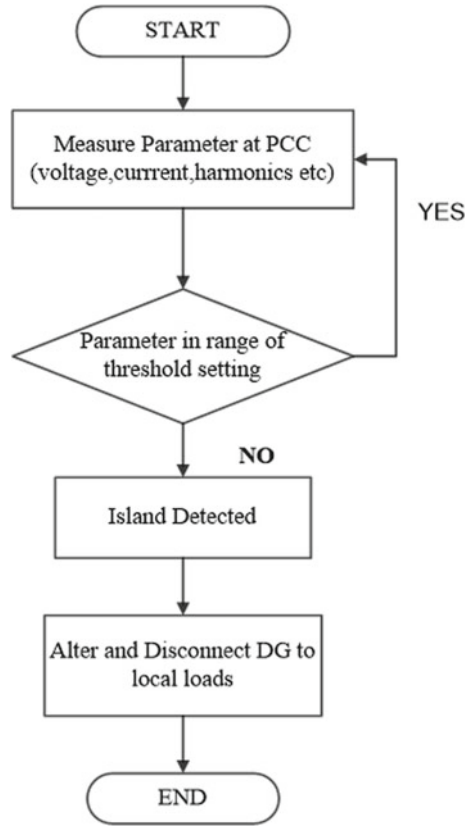 START
Measure Parameter at PCC
(voltage,currrent,harmonics etc)
YES
Parameter in range of
threshold setting
NO
Island Detected
Alter and Disconnect DG to
local loads
END